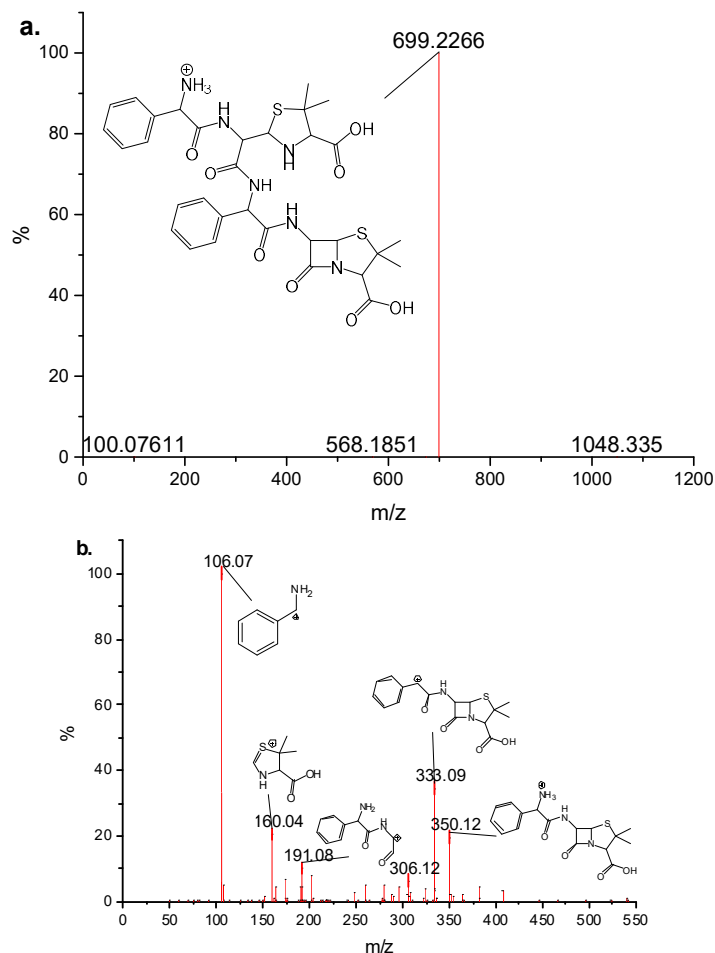 a.
699.2266
100
80
60
40
20
0
%
⊕
NH3
H
N
S
OH
O
O
N
H
O
NH
H
N
S
O
N
O
O
OH
100.07611
568.1851
1048.335
0
200
400
600
800
1000
1200
m/z
b.
106.07
100
80
60
40
20
0
%
NH2
H
N
S
O
N
O
O
OH
333.09
S
N
H
OH
O
160.04
NH2
H
N
O
O
191.08
306.12
350.12
NH3
H
N
S
O
N
O
O
OH
0
50
100
150
200
250
300
350
400
450
500
550
m/z